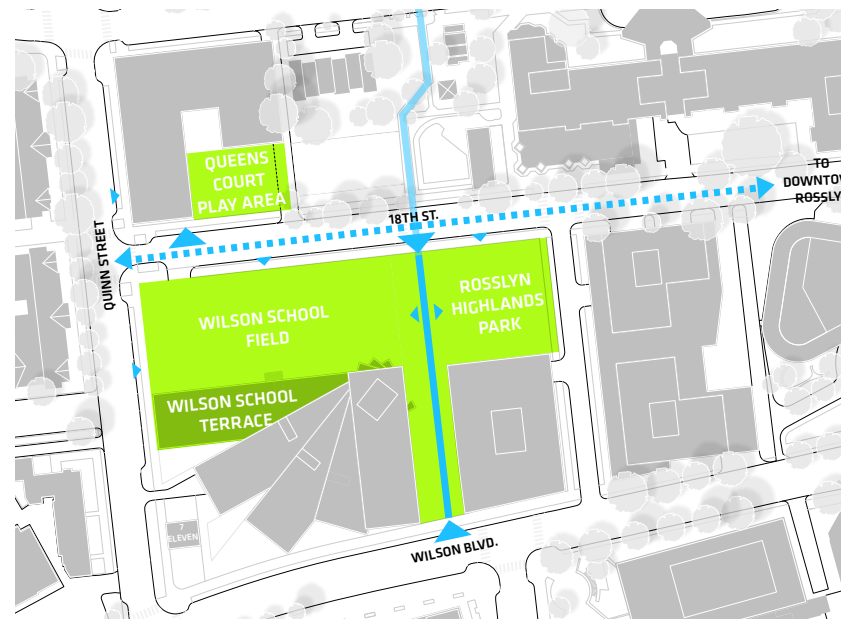 QUEENS
COURT
PLAY AREA
TO
DOWNTOW
ROSSLY
18TH ST.
QUINN STREET
WILSON SCHOOL
FIELD
ROSSLYN
HIGHLANDS
PARK
WILSON SCHOOL
TERRACE
7
ELEVEN
WILSON BLVD.